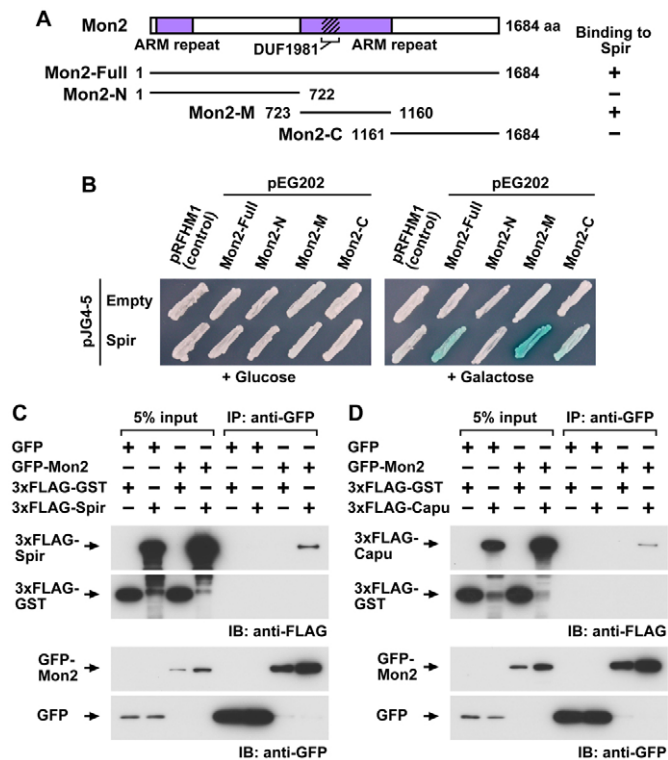 A
Mon2
1684 aa
ARM repeat
DUF1981
ARM repeat
Binding to
Spir
Mon2-Full 1 1684 +
Mon2-N 1 722 –
Mon2-M 723 1160 +
Mon2-C 1161 1684 –
B
pEG202 pEG202
pRFHM1 (control) Mon2-Full Mon2-N Mon2-M Mon2-C pRFHM1 (control) Mon2-Full Mon2-N Mon2-M Mon2-C
pJG4-5
Empty
Spir
+ Glucose + Galactose
C
5% input IP: anti-GFP
GFP + + – – + + – –
GFP-Mon2 – – + + – – + +
3xFLAG-GST + – + – + – + –
3xFLAG-Spir – + – + – + – +
3xFLAG-
Spir
3xFLAG-
GST
IB: anti-FLAG
GFP-
Mon2
GFP
IB: anti-GFP
D
5% input IP: anti-GFP
GFP + + – – + + – –
GFP-Mon2 – – + + – – + +
3xFLAG-GST + – + – + – + –
3xFLAG-Capu – + – + – + – +
3xFLAG-
Capu
3xFLAG-
GST
IB: anti-FLAG
GFP-
Mon2
GFP
IB: anti-GFP